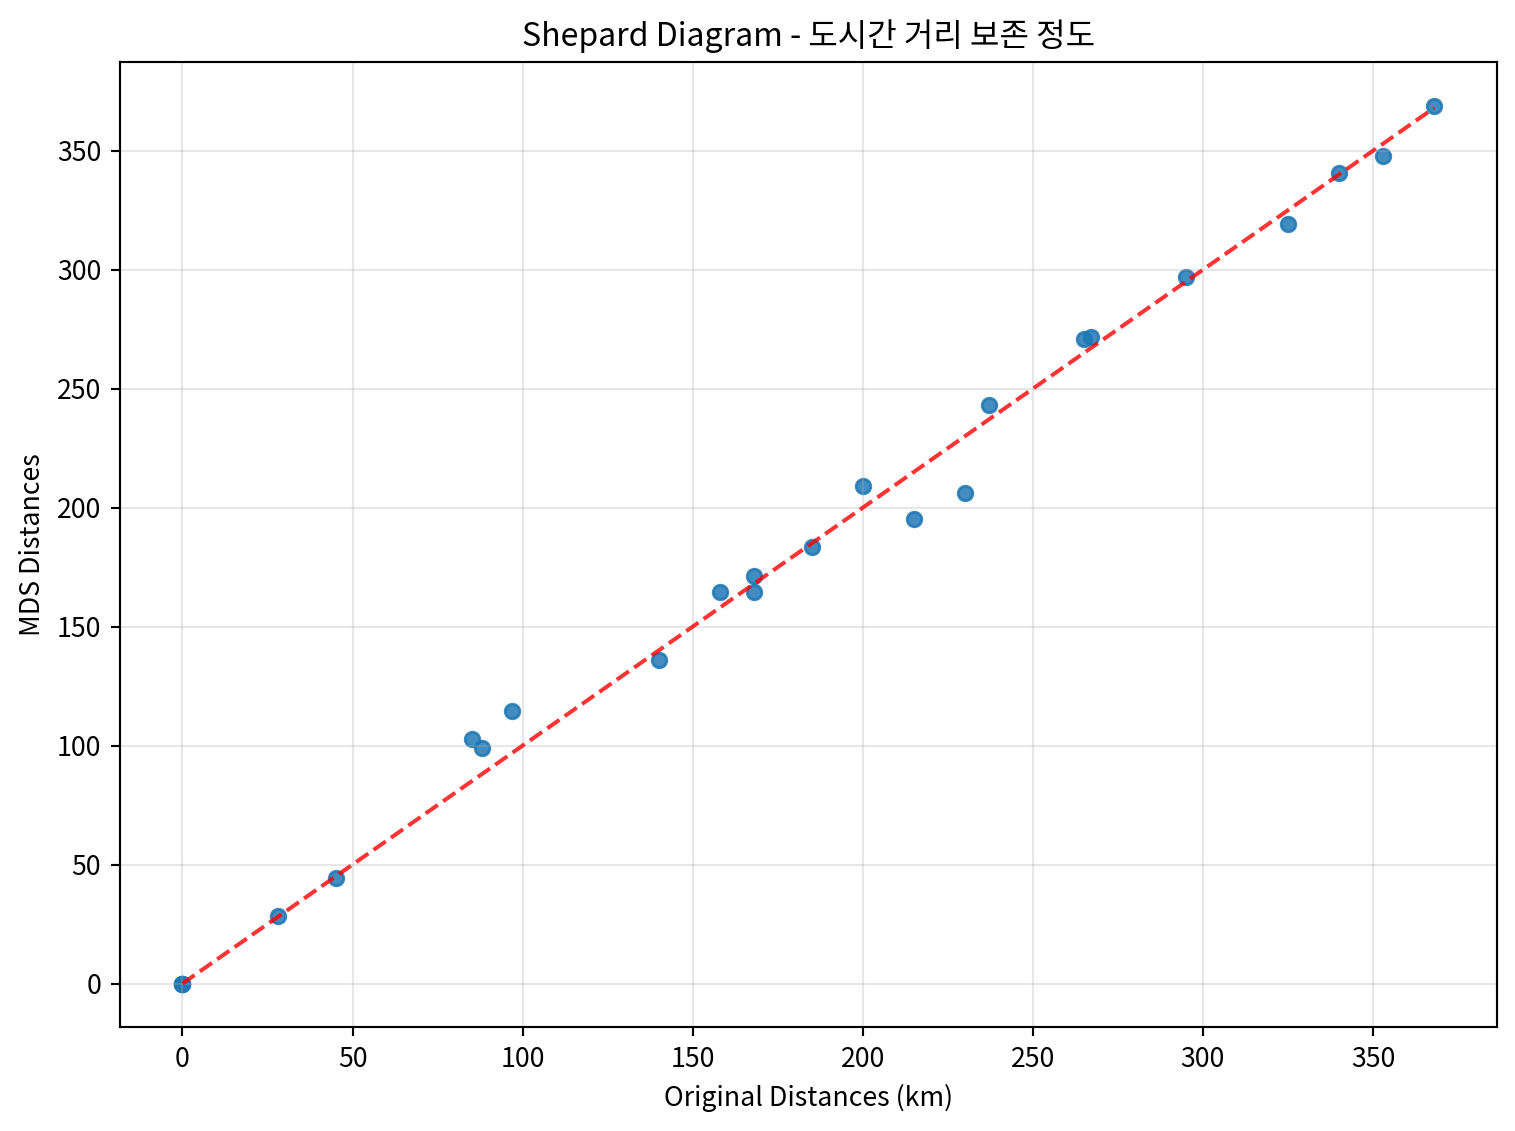 Shepard Diagram - 도시간 거리 보존 정도
MDS Distances
350
300
250
200
150
100
50
0
0 50 100 150 200 250 300 350
Original Distances (km)